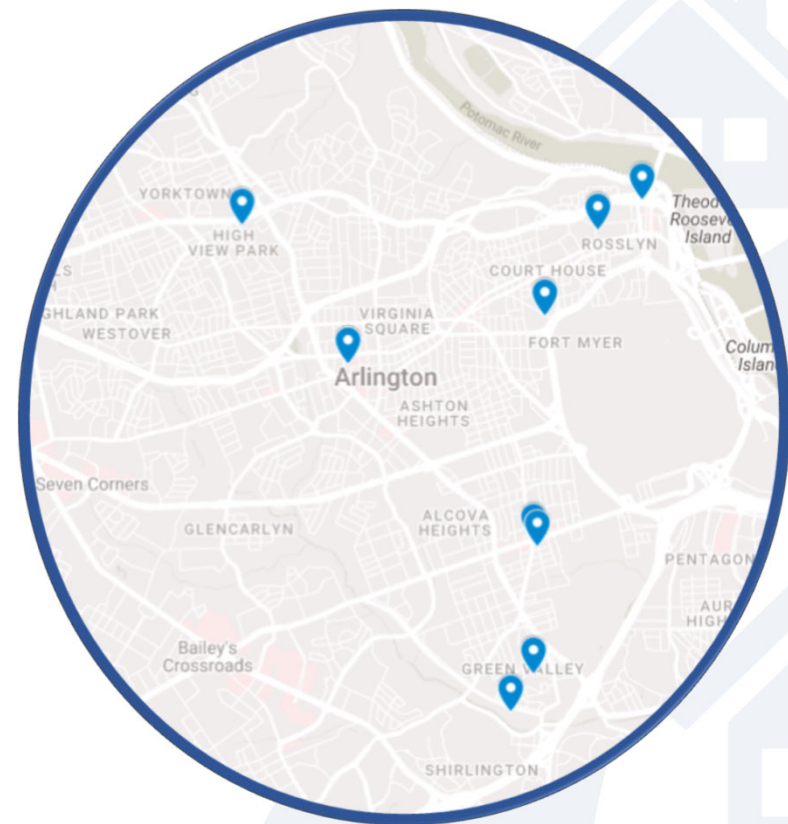 Potomac River
YORKTOWN
HIGH
VIEW PARK
Theod
Roosev
Island
ROSSLYN
COURT HOUSE
GHLAND PARK
WESTOVER
VIRGINIA
SQUARE
FORT MYER
Colum
Islan
Arlington
ASHTON
HEIGHTS
Seven Corners
GLENCARLYN
ALCOVA
HEIGHTS
PENTAGON
AUR
HIGH
Bailey's
Crossroads
GREEN VALLEY
SHIRLINGTON